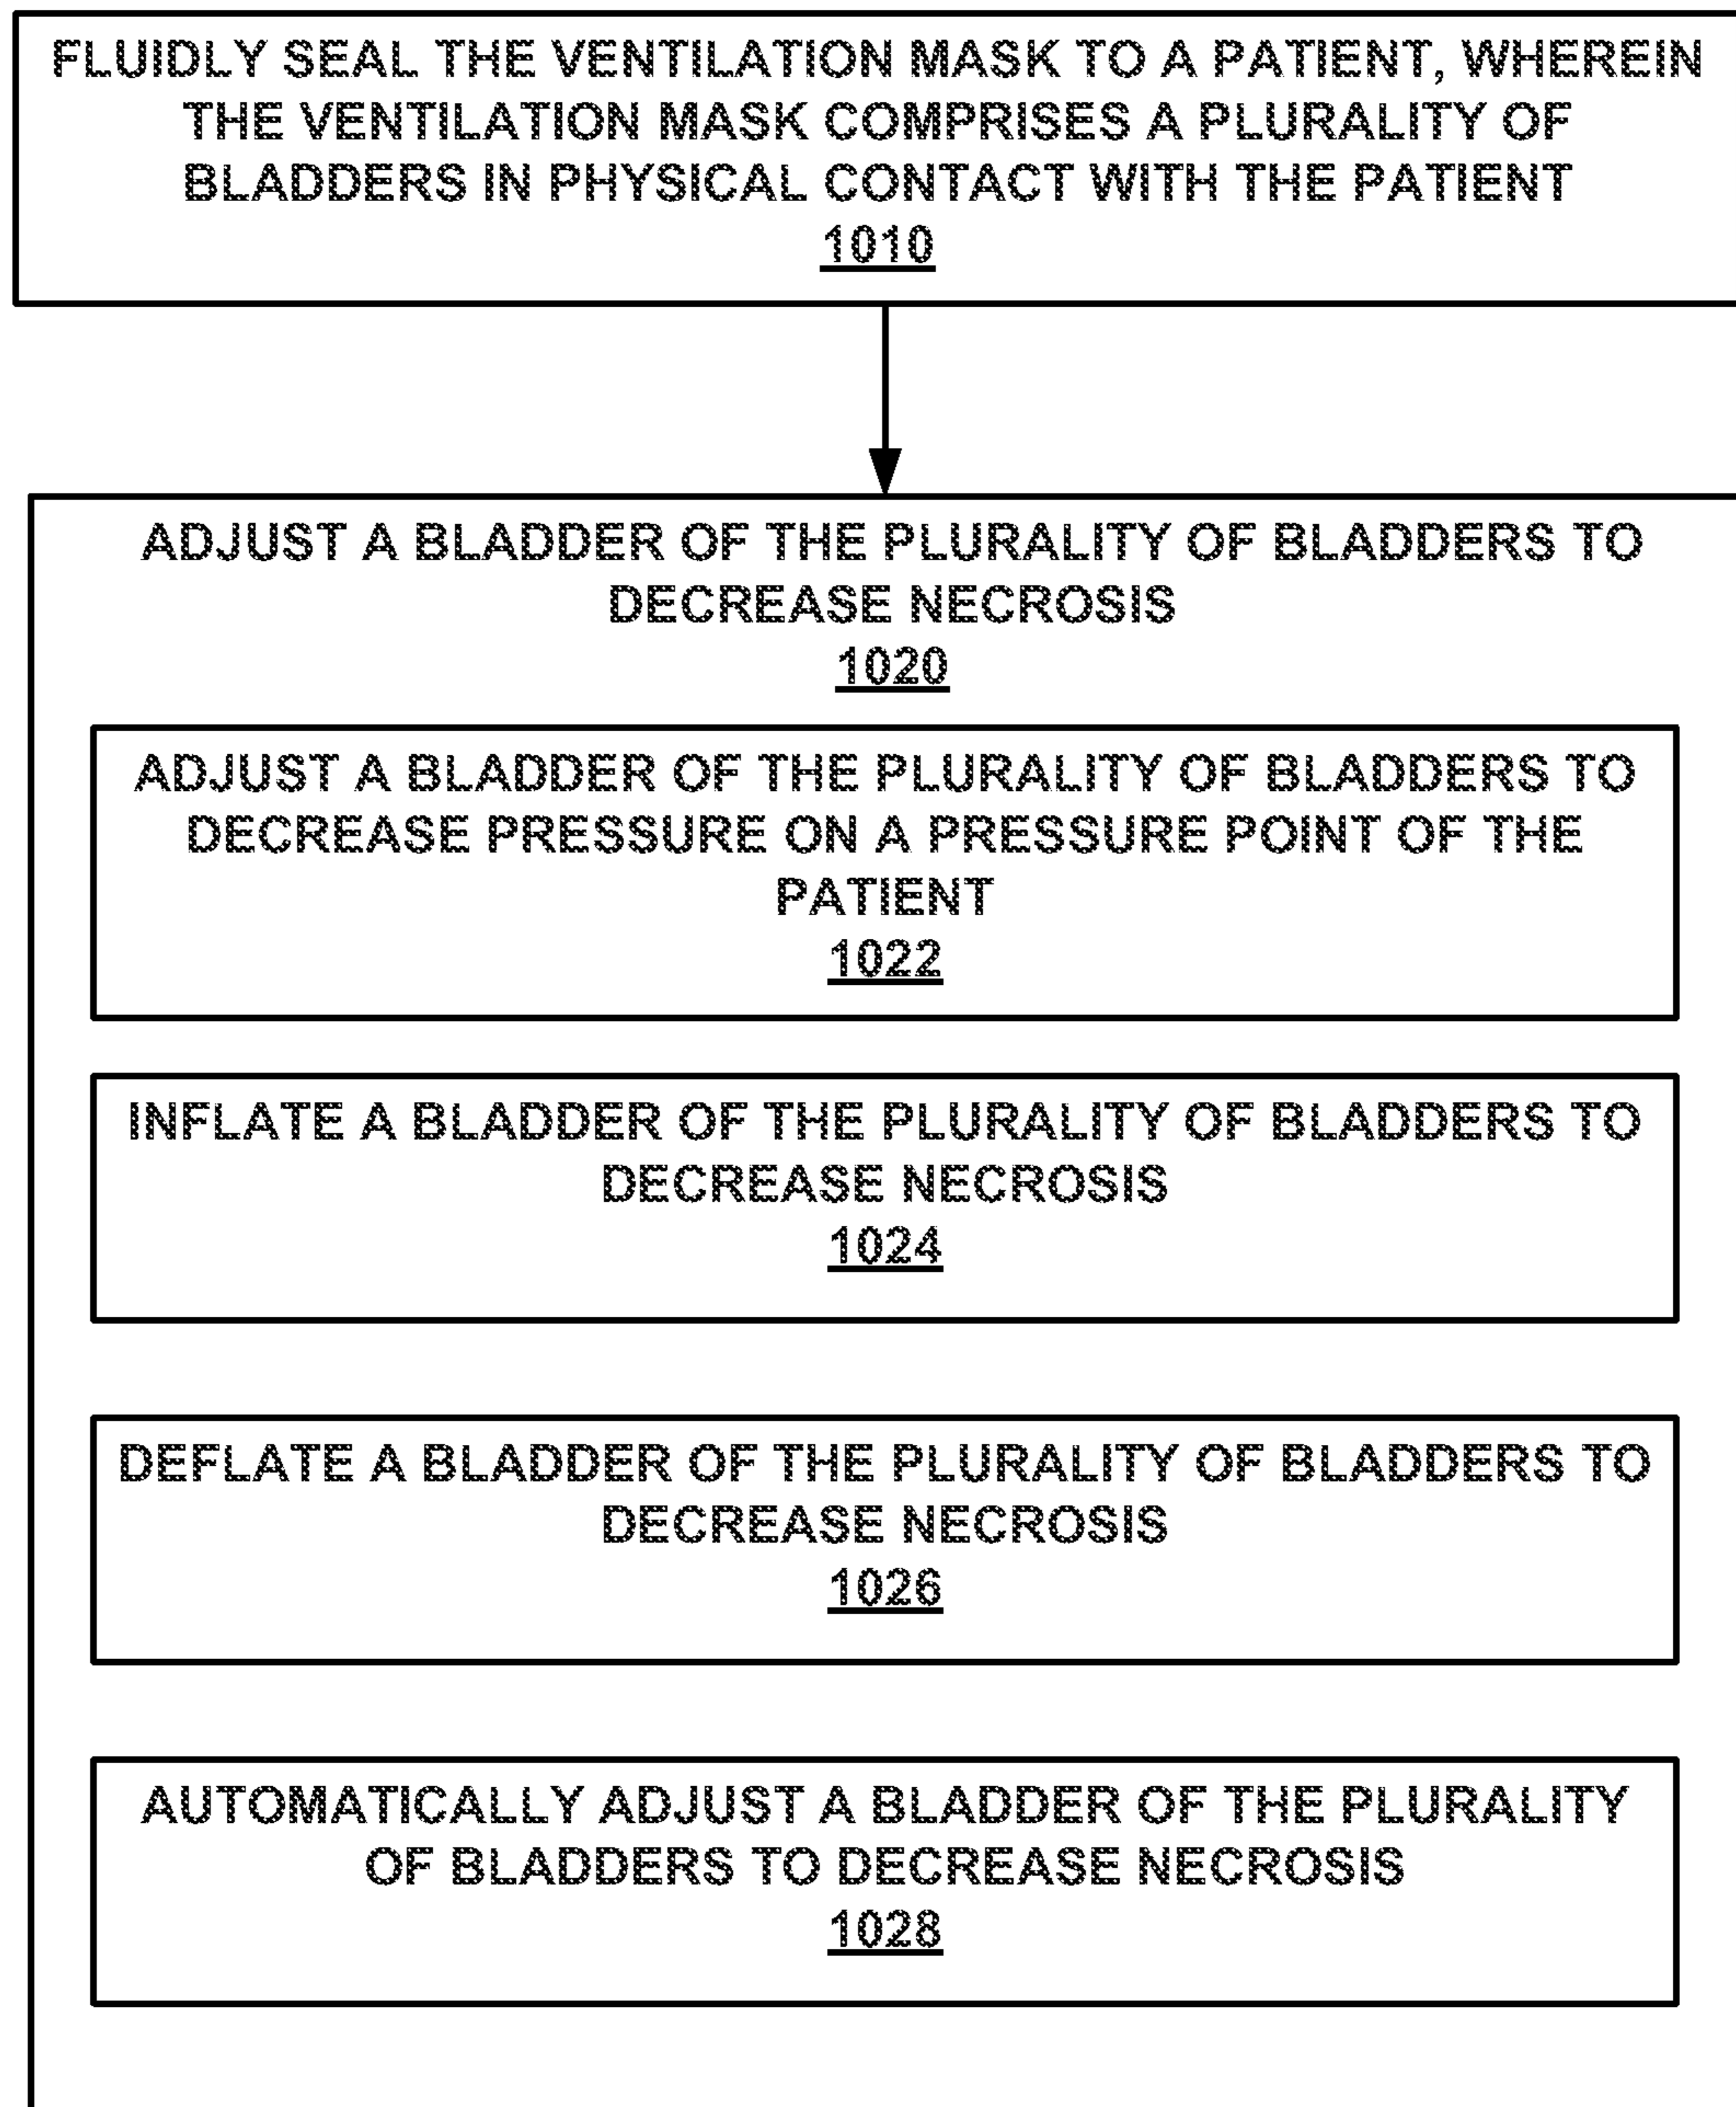 FLUIDLY SEAL THE VENTILATION MASK TO A PATIENT, WHEREIN
THE VENTILATION MASK COMPRISES A PLURALITY OF
BLADDERS IN PHYSICAL CONTACT WITH THE PATIENT
1010
ADJUST A BLADDER OF THE PLURALITY OF BLADDERS TO
DECREASE NECROSIS
1020
ADJUST A BLADDER OF THE PLURALITY OF BLADDERS TO
DECREASE PRESSURE ON A PRESSURE POINT OF THE
PATIENT
1022
INFLATE A BLADDER OF THE PLURALITY OF BLADDERS TO
DECREASE NECROSIS
1024
DEFLATE A BLADDER OF THE PLURALITY OF BLADDERS TO
DECREASE NECROSIS
1026
AUTOMATICALLY ADJUST A BLADDER OF THE PLURALITY
OF BLADDERS TO DECREASE NECROSIS
1028